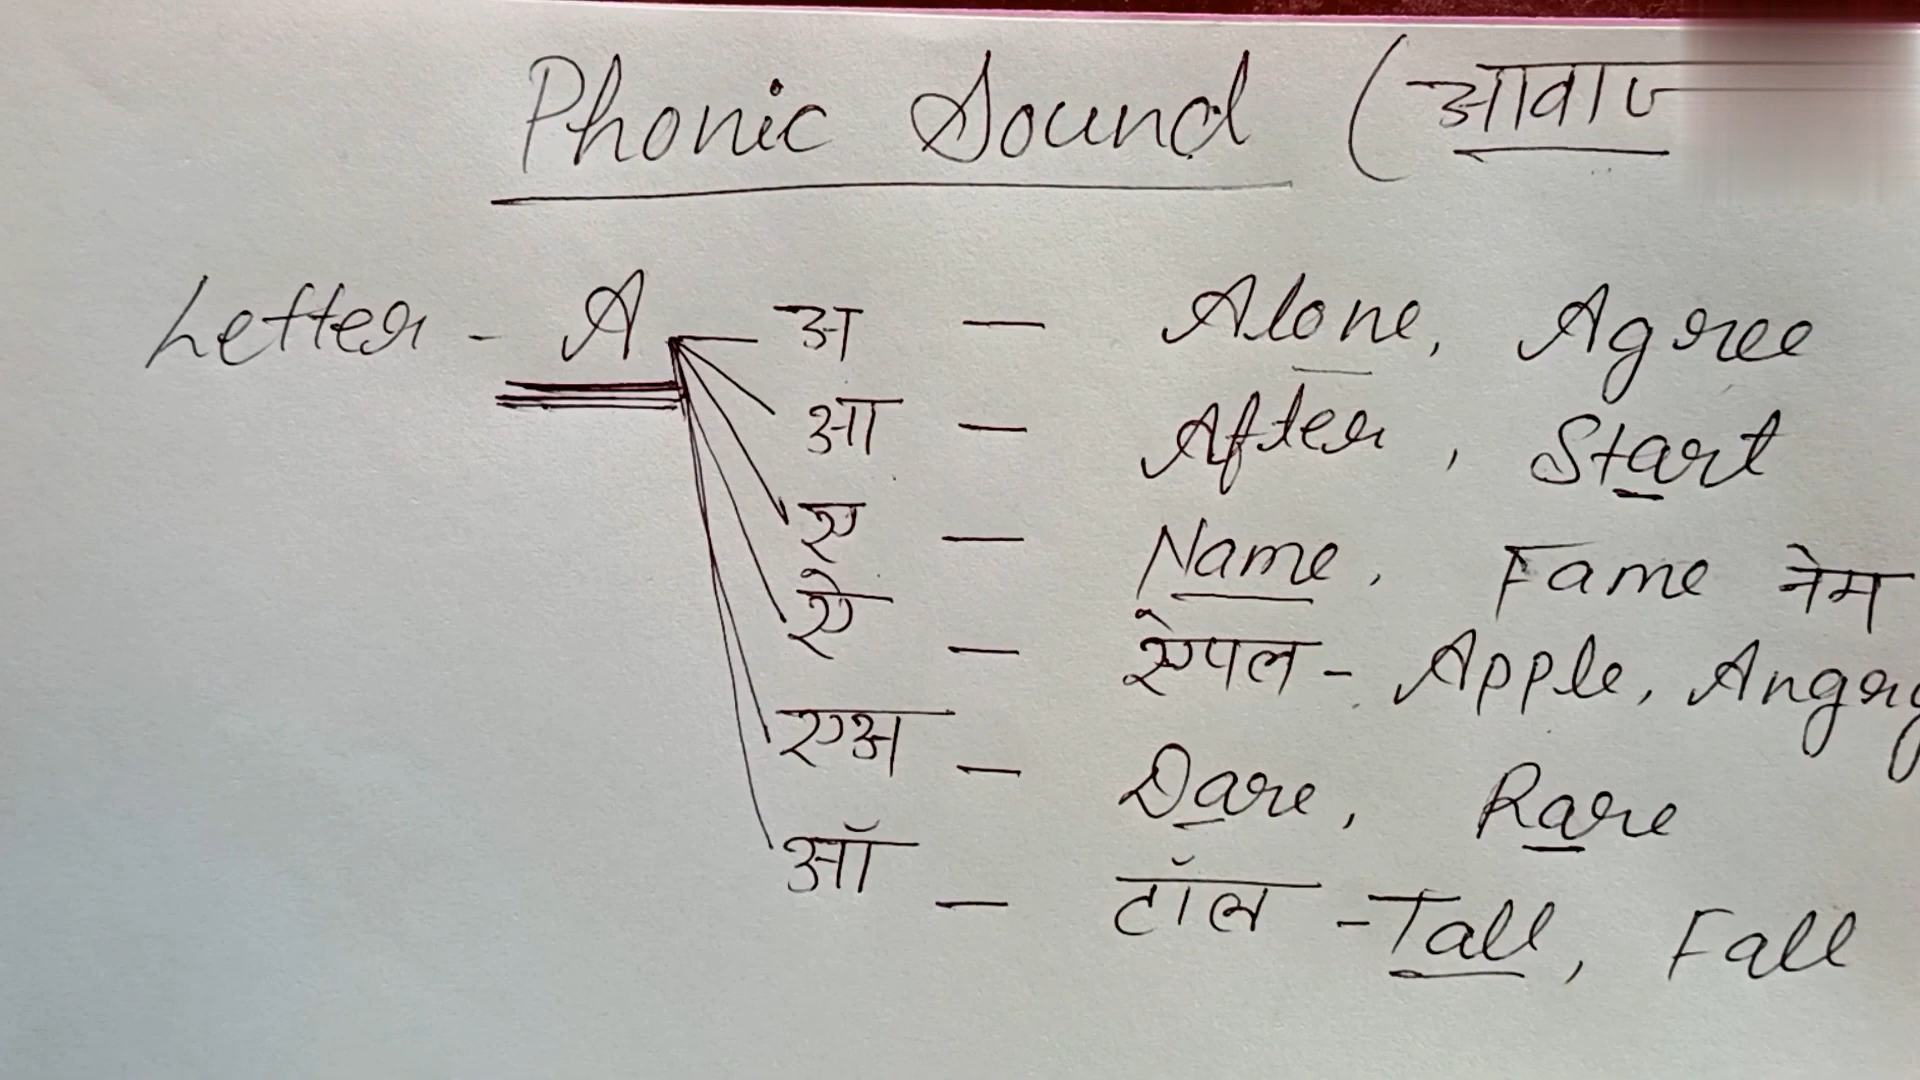 Phonic Sound (आवाज
Letter - A अ - Alone, Agree
आ - After, Start
ए - Name, Fame नेम
ऐ - ऐपल - Apple, Angry
एअ - Dare, Rare
ऑ - टॉल - Tall, Fall